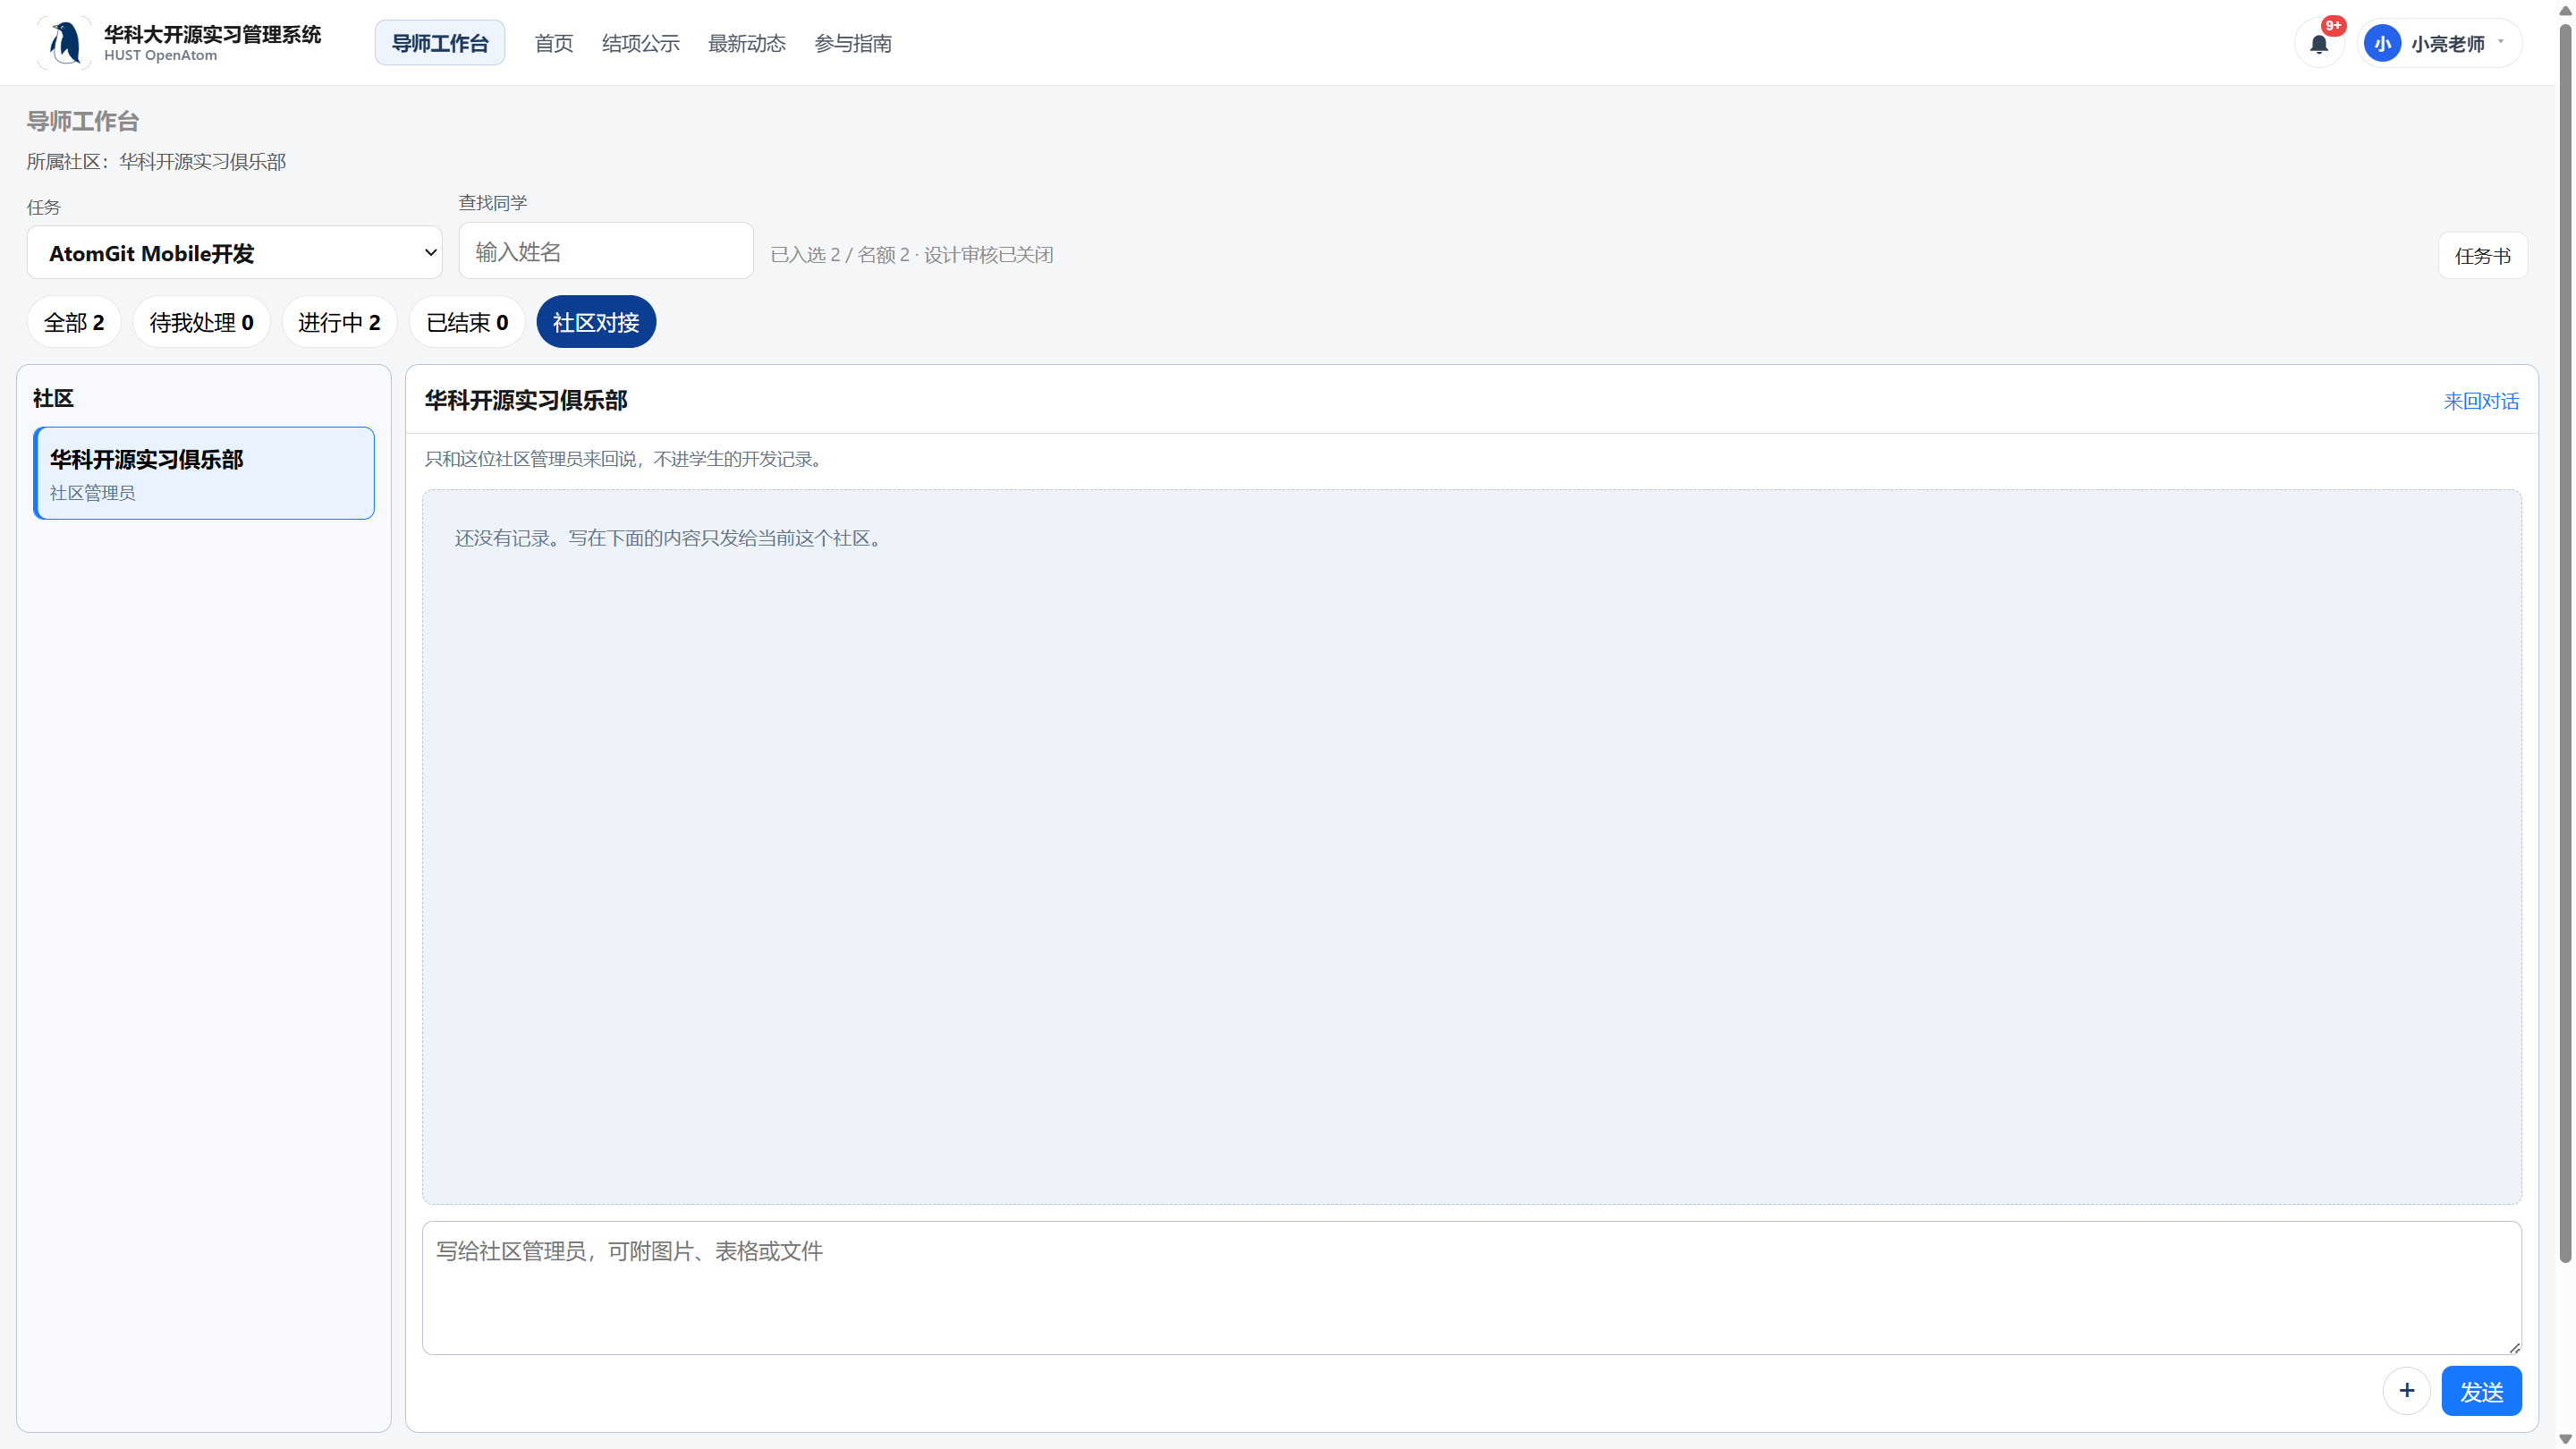 华科大开源实习管理系统
HUST OpenAtom
导师工作台
首页
结项公示
最新动态
参与指南
9+
小
小亮老师
导师工作台
所属社区：华科开源实习俱乐部
任务
查找同学
AtomGit Mobile开发
输入姓名
已入选 2 / 名额 2 · 设计审核已关闭
任务书
全部 2
待我处理 0
进行中 2
已结束 0
社区对接
社区
华科开源实习俱乐部
社区管理员
华科开源实习俱乐部
来回对话
只和这位社区管理员来回说，不进学生的开发记录。
还没有记录。写在下面的内容只发给当前这个社区。
写给社区管理员，可附图片、表格或文件
+
发送